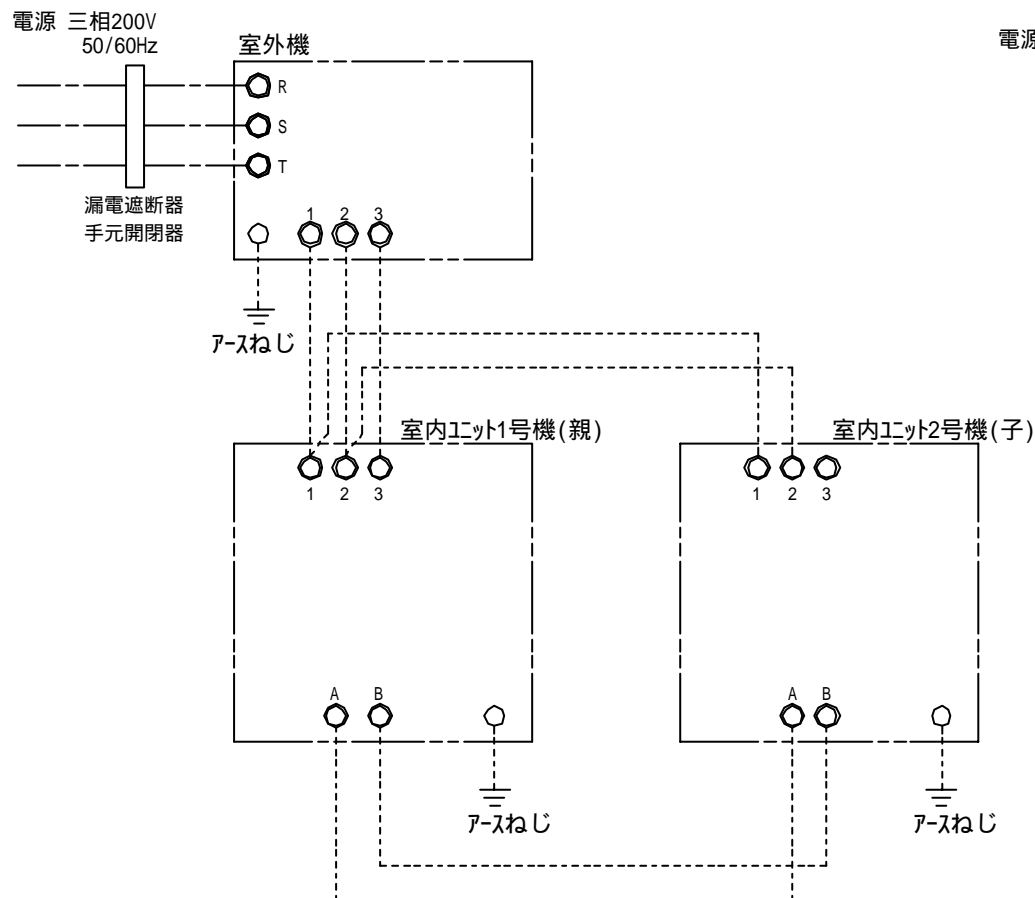 電源 三相200V
50/60Hz
電源
室外機
R
S
T
漏電遮断器
手元開閉器
1 2 3
ｱｰｽねじ
室内ﾕﾆｯﾄ1号機(親)
室内ﾕﾆｯﾄ2号機(子)
1 2 3
1 2 3
A B
A B
ｱｰｽねじ
ｱｰｽねじ